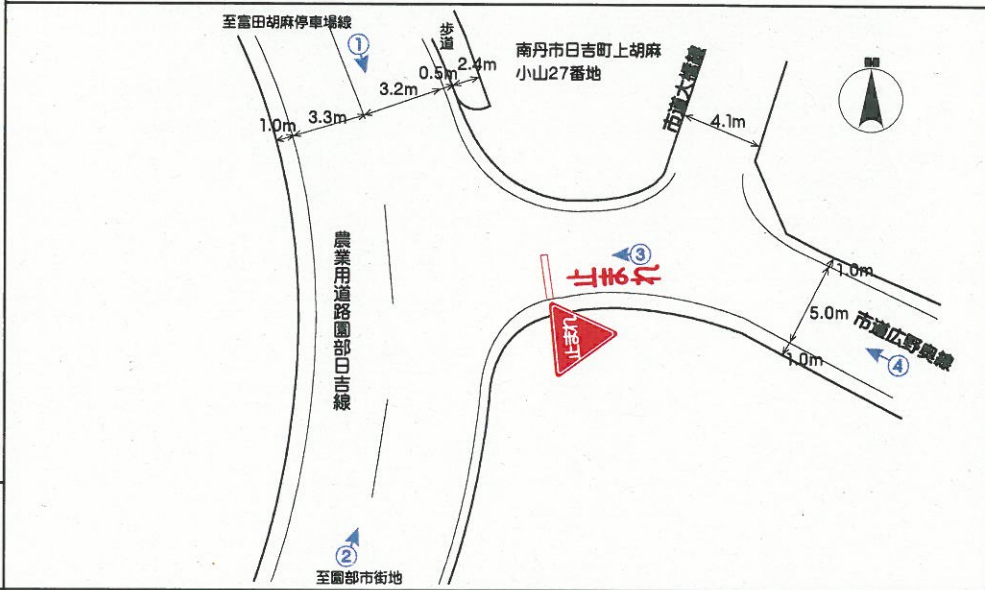 至富田胡麻停車場線
①
歩道
南丹市日吉町上胡麻
小山27番地
1.0m
3.3m
3.2m
0.5m
2.4m
市道大堀線
4.1m
農業用道路園部日吉線
③
止まれ
止まれ
1.0m
5.0m
1.0m
市道広野奥線
④
②
至園部市街地